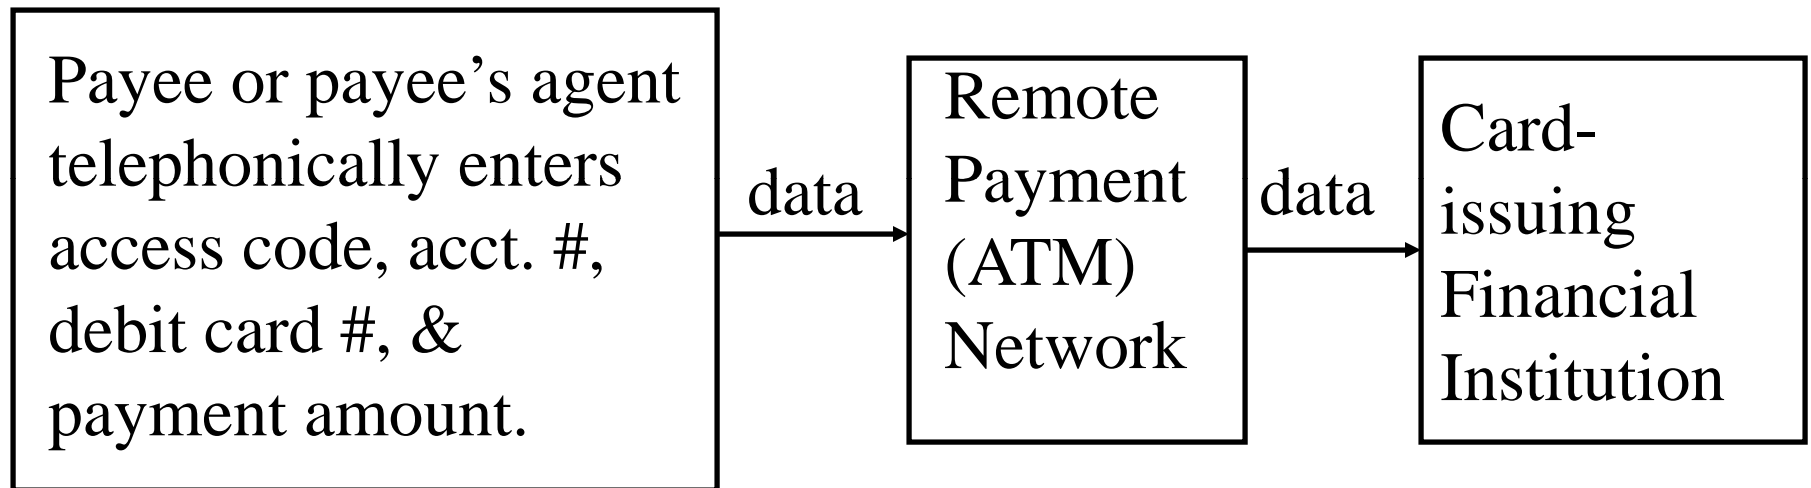 Payee or payee’s agent
telephonically enters
access code, acct. #,
debit card #, &
payment amount.
data
Remote
Payment
(ATM)
Network
data
Card-
issuing
Financial
Institution